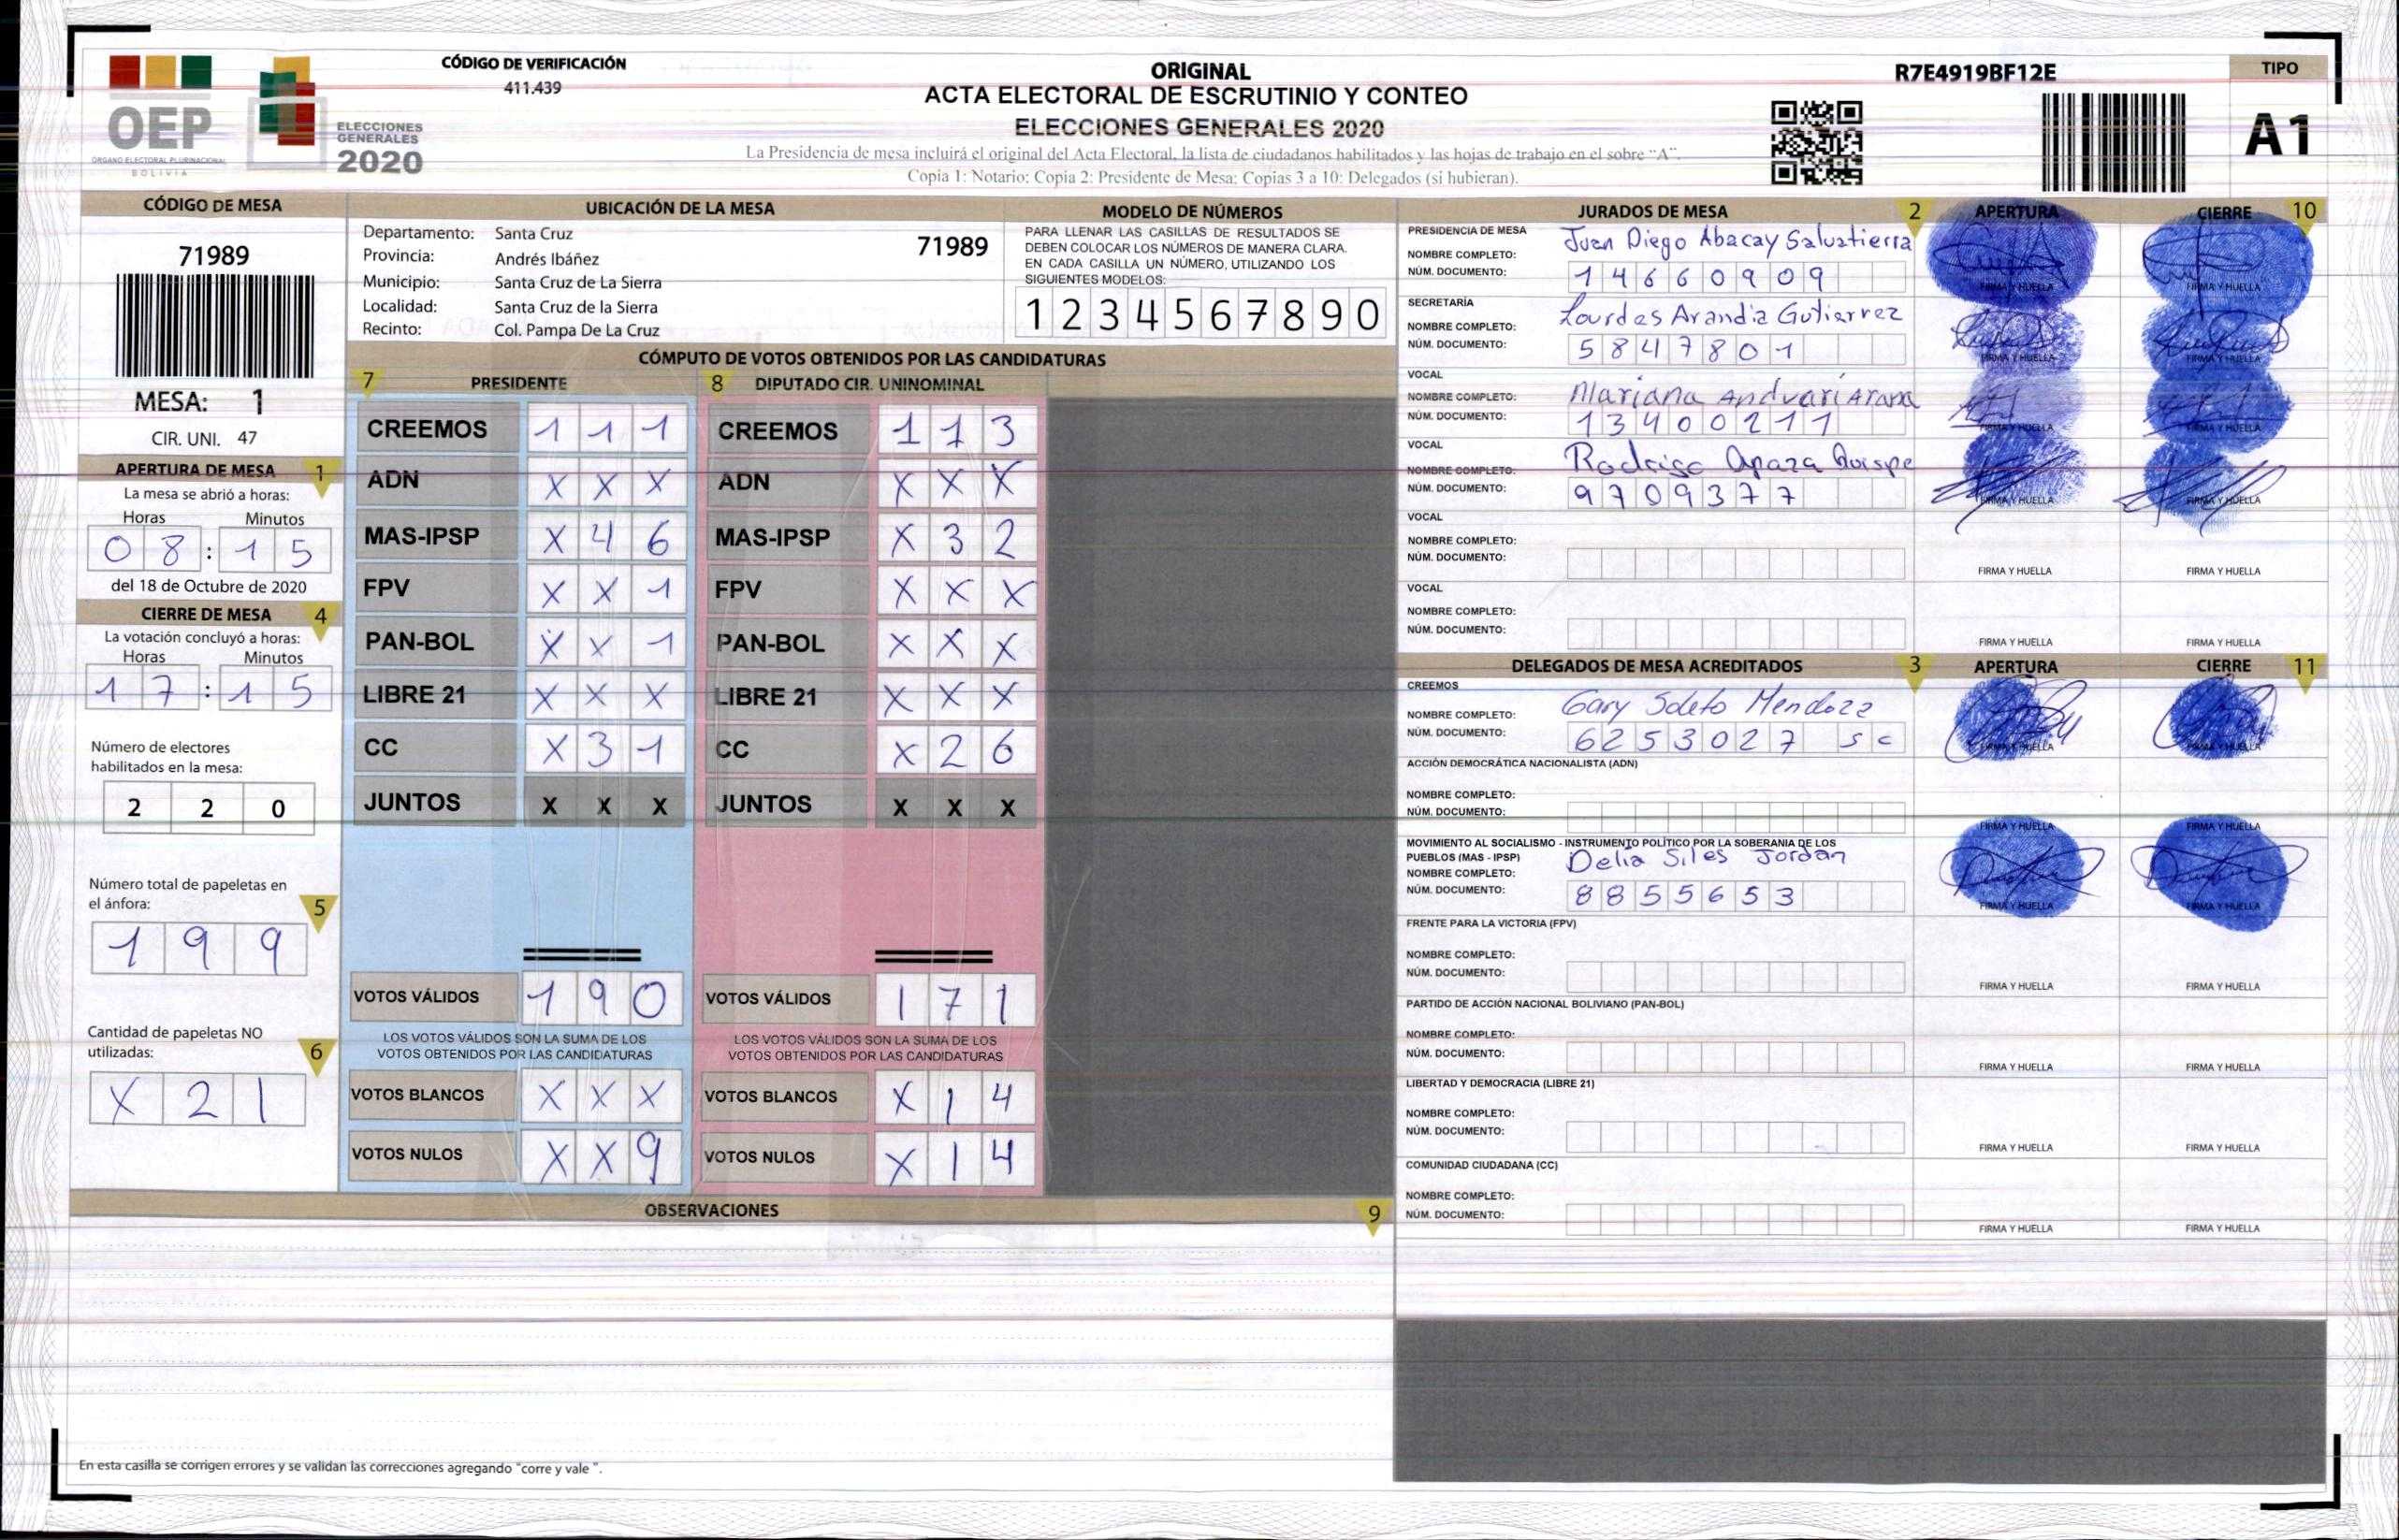 CÓDIGO DE VERIFICACIÓN
411.439
OEP
ORGANO ELECTORAL PLURINACIONAL
BOLIVIA
ELECCIONES
GENERALES
2020
ORIGINAL
ACTA ELECTORAL DE ESCRUTINIO Y CONTEO
ELECCIONES GENERALES 2020
La Presidencia de mesa incluirá el original del Acta Electoral, la lista de ciudadanos habilitados y las hojas de trabajo en el sobre "A".
Copia 1: Notario; Copia 2: Presidente de Mesa; Copias 3 a 10: Delegados (si hubieran).
R7E4919BF12E
TIPO
A1
CÓDIGO DE MESA
71989
MESA: 1
CIR. UNI. 47
APERTURA DE MESA 1
La mesa se abrió a horas:
Horas Minutos
0 8 : 1 5
del 18 de Octubre de 2020
CIERRE DE MESA 4
La votación concluyó a horas:
Horas Minutos
1 7 : 1 5
Número de electores
habilitados en la mesa:
2 2 0
Número total de papeletas en
el ánfora: 5
1 9 9
Cantidad de papeletas NO
utilizadas: 6
X 2 1
UBICACIÓN DE LA MESA
Departamento: Santa Cruz 71989
Provincia: Andrés Ibáñez
Municipio: Santa Cruz de La Sierra
Localidad: Santa Cruz de la Sierra
Recinto: Col. Pampa De La Cruz
MODELO DE NÚMEROS
PARA LLENAR LAS CASILLAS DE RESULTADOS SE
DEBEN COLOCAR LOS NÚMEROS DE MANERA CLARA.
EN CADA CASILLA UN NÚMERO, UTILIZANDO LOS
SIGUIENTES MODELOS:
1 2 3 4 5 6 7 8 9 0
CÓMPUTO DE VOTOS OBTENIDOS POR LAS CANDIDATURAS
7 PRESIDENTE 8 DIPUTADO CIR. UNINOMINAL
CREEMOS 1 1 1 CREEMOS 1 1 3
ADN X X X ADN X X X
MAS-IPSP X 4 6 MAS-IPSP X 3 2
FPV X X 1 FPV X X X
PAN-BOL X X 1 PAN-BOL X X X
LIBRE 21 X X X LIBRE 21 X X X
CC X 3 1 CC X 2 6
JUNTOS X X X JUNTOS X X X
VOTOS VÁLIDOS 1 9 0 VOTOS VÁLIDOS 1 7 1
LOS VOTOS VÁLIDOS SON LA SUMA DE LOS LOS VOTOS VÁLIDOS SON LA SUMA DE LOS
VOTOS OBTENIDOS POR LAS CANDIDATURAS VOTOS OBTENIDOS POR LAS CANDIDATURAS
VOTOS BLANCOS X X X VOTOS BLANCOS X 1 4
VOTOS NULOS X X 9 VOTOS NULOS X 1 4
OBSERVACIONES 9
En esta casilla se corrigen errores y se validan las correcciones agregando "corre y vale ".
JURADOS DE MESA 2 APERTURA CIERRE 10
PRESIDENCIA DE MESA
NOMBRE COMPLETO: Juan Diego Abacay Salvatierra
NÚM. DOCUMENTO: 1 4 6 6 0 9 0 9
FIRMA Y HUELLA FIRMA Y HUELLA
SECRETARÍA
NOMBRE COMPLETO: Lourdes Arandia Gutierrez
NÚM. DOCUMENTO: 5 8 4 7 8 0 1
FIRMA Y HUELLA FIRMA Y HUELLA
VOCAL
NOMBRE COMPLETO: Mariana Anduari Arana
NÚM. DOCUMENTO: 1 3 4 0 0 2 1 1
FIRMA Y HUELLA FIRMA Y HUELLA
VOCAL
NOMBRE COMPLETO: Rodrigo Apaza Quispe
NÚM. DOCUMENTO: 9 7 0 9 3 7 7
FIRMA Y HUELLA FIRMA Y HUELLA
VOCAL
NOMBRE COMPLETO:
NÚM. DOCUMENTO:
FIRMA Y HUELLA FIRMA Y HUELLA
VOCAL
NOMBRE COMPLETO:
NÚM. DOCUMENTO:
FIRMA Y HUELLA FIRMA Y HUELLA
DELEGADOS DE MESA ACREDITADOS 3 APERTURA CIERRE 11
CREEMOS
NOMBRE COMPLETO: Gary Soleto Mendoza
NÚM. DOCUMENTO: 6 2 5 3 0 2 7 S C
FIRMA Y HUELLA FIRMA Y HUELLA
ACCIÓN DEMOCRÁTICA NACIONALISTA (ADN)
NOMBRE COMPLETO:
NÚM. DOCUMENTO:
FIRMA Y HUELLA FIRMA Y HUELLA
MOVIMIENTO AL SOCIALISMO - INSTRUMENTO POLÍTICO POR LA SOBERANIA DE LOS
PUEBLOS (MAS - IPSP)
NOMBRE COMPLETO: Delia Siles Jordan
NÚM. DOCUMENTO: 8 8 5 5 6 5 3
FIRMA Y HUELLA FIRMA Y HUELLA
FRENTE PARA LA VICTORIA (FPV)
NOMBRE COMPLETO:
NÚM. DOCUMENTO:
FIRMA Y HUELLA FIRMA Y HUELLA
PARTIDO DE ACCIÓN NACIONAL BOLIVIANO (PAN-BOL)
NOMBRE COMPLETO:
NÚM. DOCUMENTO:
FIRMA Y HUELLA FIRMA Y HUELLA
LIBERTAD Y DEMOCRACIA (LIBRE 21)
NOMBRE COMPLETO:
NÚM. DOCUMENTO:
FIRMA Y HUELLA FIRMA Y HUELLA
COMUNIDAD CIUDADANA (CC)
NOMBRE COMPLETO:
NÚM. DOCUMENTO:
FIRMA Y HUELLA FIRMA Y HUELLA